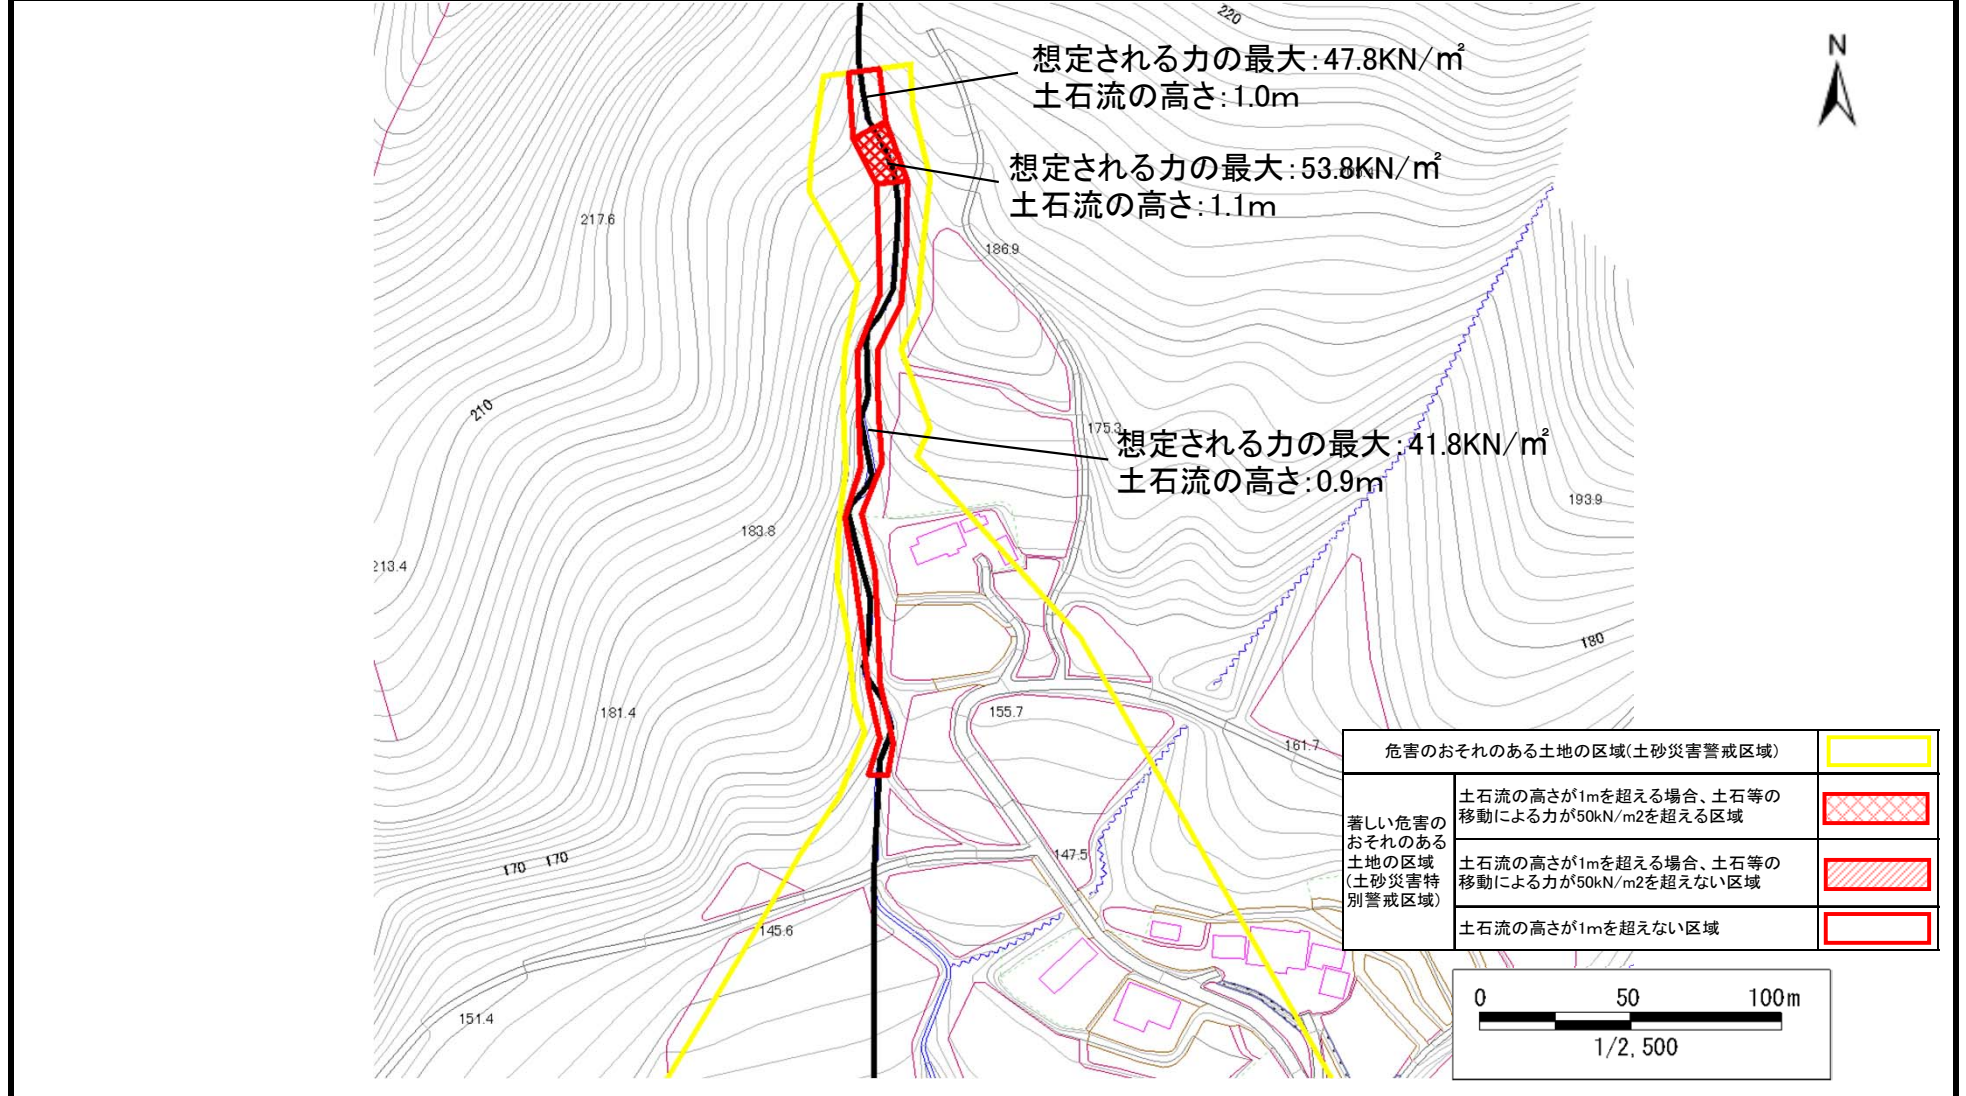 220
N
想定される力の最大:47.8KN/㎡
土石流の高さ:1.0m
想定される力の最大:53.8KN/㎡
土石流の高さ:1.1m
217.6
186.9
210
175.3
想定される力の最大:41.8KN/㎡
土石流の高さ:0.9m
193.9
183.8
213.4
180
181.4
155.7
161.7
危害のおそれのある土地の区域(土砂災害警戒区域)
著しい危害の
おそれのある
土地の区域
(土砂災害特
別警戒区域)
土石流の高さが1mを超える場合、土石等の
移動による力が50kN/m2を超える区域
土石流の高さが1mを超える場合、土石等の
移動による力が50kN/m2を超えない区域
土石流の高さが1mを超えない区域
170 170
147.5
145.6
151.4
0 50 100m
1/2,500